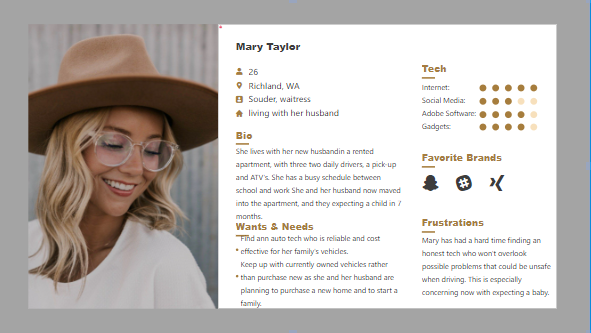 Mary Taylor
26
Richland, WA
Souder, waitress
living with her husband
Bio
She lives with her new husbandin a rented
apartment, with three two daily drivers, a pick-up
and ATV's. She has a busy schedule between
school and work She and her husband now maved
into the apartment, and they expecting a child in 7
months.
Wants & Needs
Find ann auto tech who is reliable and cost
effective for her family's vehicles.
Keep up with currently owned vehicles rather
than purchase new as she and her husband are
planning to purchase a new home and to start a
family.
Tech
Internet:
Social Media:
Adobe Software:
Gadgets:
Favorite Brands
Frustrations
Mary has had a hard time finding an
honest tech who won't overlook
possible problems that could be unsafe
when driving. This is especially
concerning now with expecting a baby.